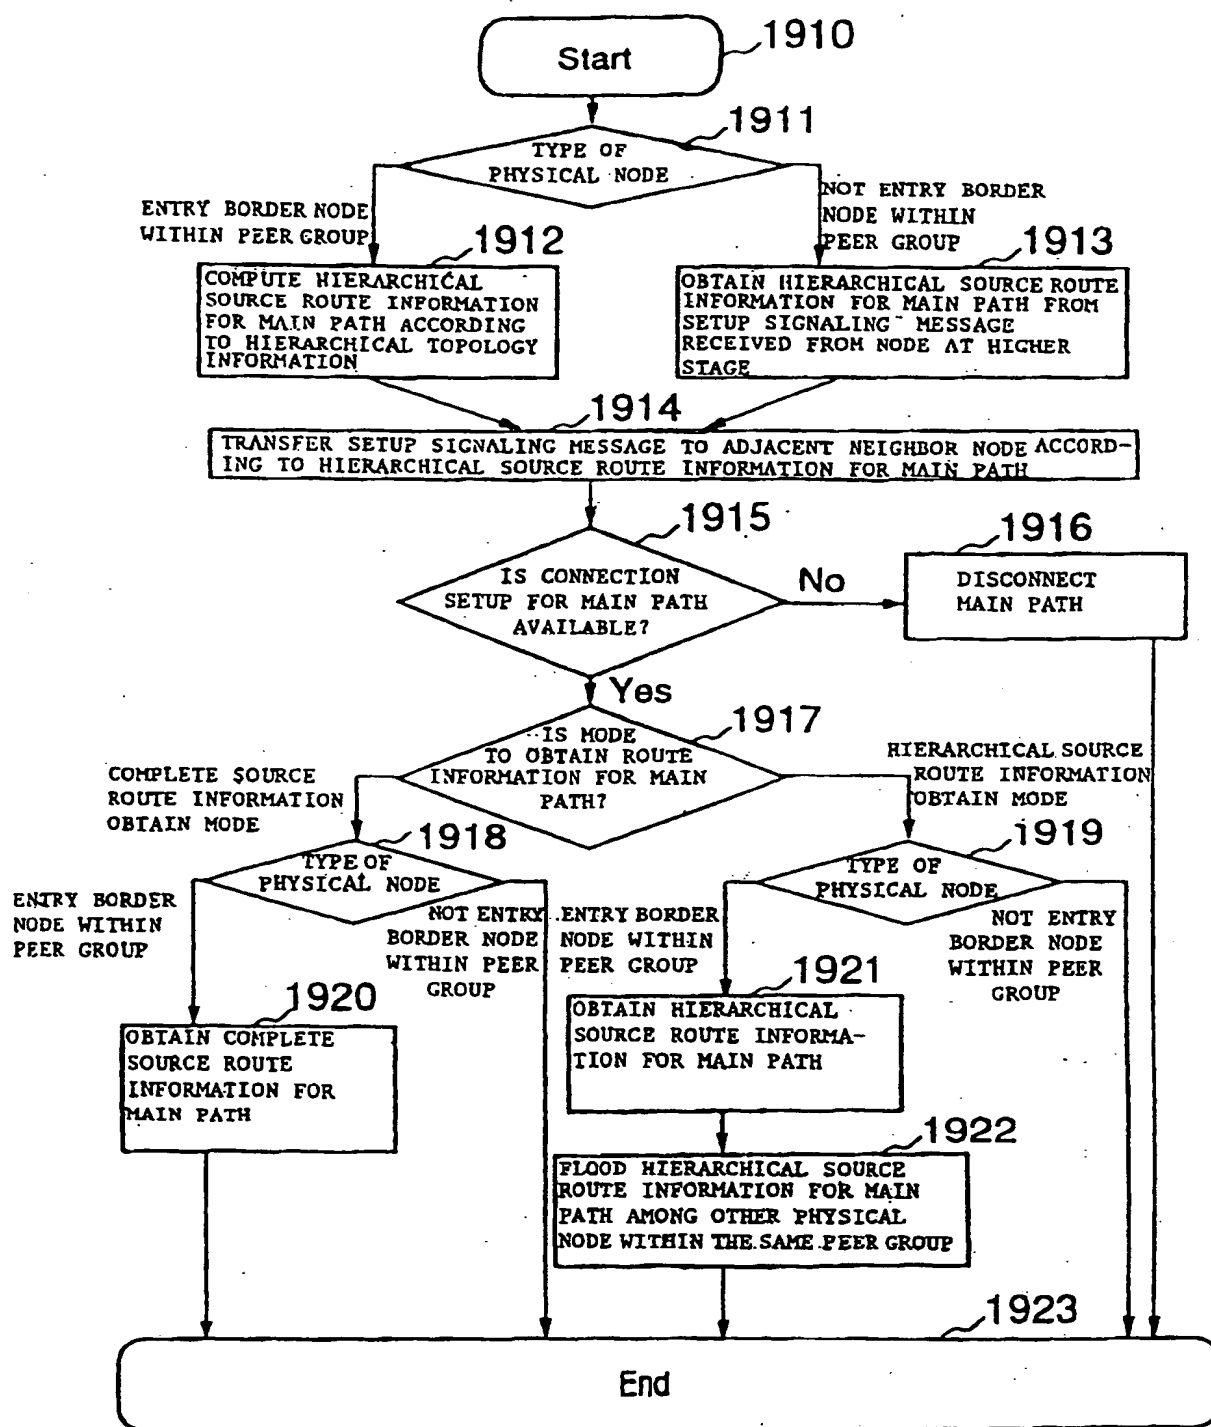 Start
1910
1911
TYPE OF
PHYSICAL NODE
ENTRY BORDER NODE
WITHIN PEER GROUP
NOT ENTRY BORDER
NODE WITHIN
PEER GROUP
1912
COMPUTE HIERARCHICAL
SOURCE ROUTE INFORMATION
FOR MAIN PATH ACCORDING
TO HIERARCHICAL TOPOLOGY
INFORMATION
1913
OBTAIN HIERARCHICAL SOURCE ROUTE
INFORMATION FOR MAIN PATH FROM
SETUP SIGNALING MESSAGE
RECEIVED FROM NODE AT HIGHER
STAGE
1914
TRANSFER SETUP SIGNALING MESSAGE TO ADJACENT NEIGHBOR NODE ACCORD-
ING TO HIERARCHICAL SOURCE ROUTE INFORMATION FOR MAIN PATH
1915
IS CONNECTION
SETUP FOR MAIN PATH
AVAILABLE?
No
1916
DISCONNECT
MAIN PATH
Yes
1917
IS MODE
TO OBTAIN ROUTE
INFORMATION FOR MAIN
PATH?
COMPLETE SOURCE
ROUTE INFORMATION
OBTAIN MODE
HIERARCHICAL SOURCE
ROUTE INFORMATION
OBTAIN MODE
1918
TYPE OF
PHYSICAL NODE
1919
TYPE OF
PHYSICAL NODE
ENTRY BORDER
NODE WITHIN
PEER GROUP
NOT ENTRY
BORDER NODE
WITHIN PEER
GROUP
ENTRY BORDER
NODE WITHIN
PEER GROUP
NOT ENTRY
BORDER NODE
WITHIN PEER
GROUP
1920
OBTAIN COMPLETE
SOURCE ROUTE
INFORMATION FOR
MAIN PATH
1921
OBTAIN HIERARCHICAL
SOURCE ROUTE INFORMA-
TION FOR MAIN PATH
1922
FLOOD HIERARCHICAL SOURCE
ROUTE INFORMATION FOR MAIN
PATH AMONG OTHER PHYSICAL
NODE WITHIN THE SAME PEER GROUP
1923
End